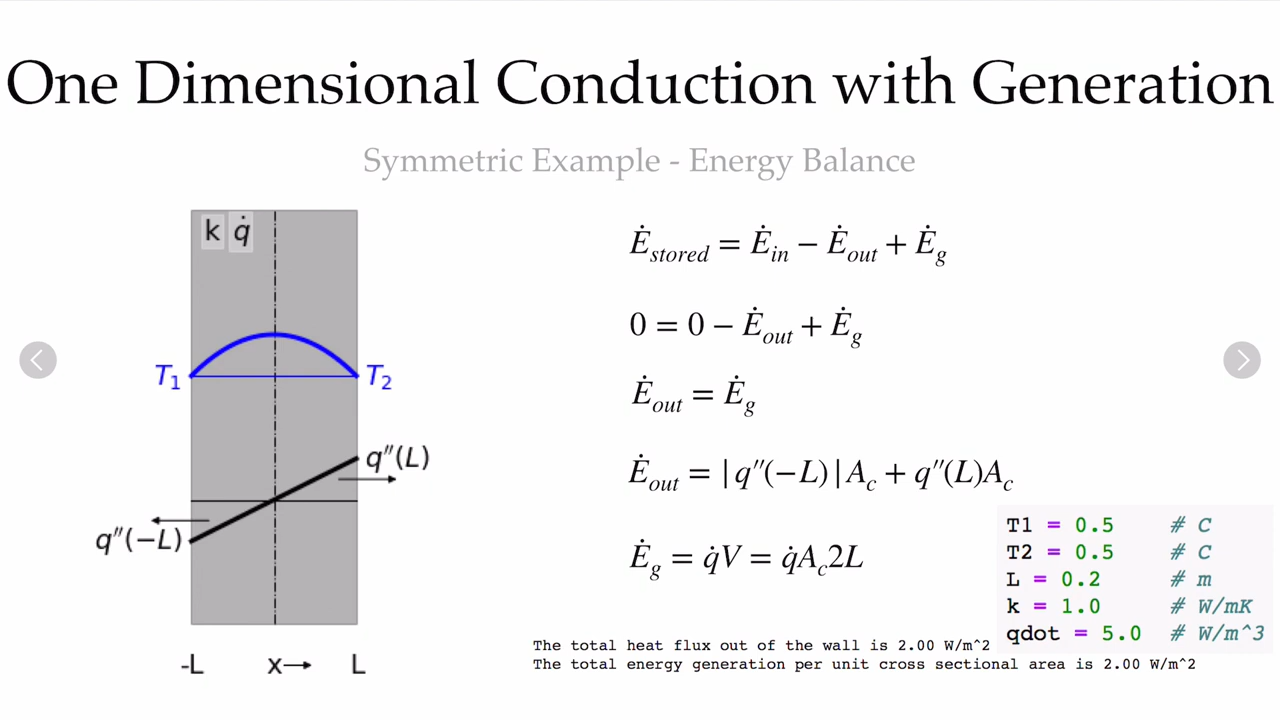 One Dimensional Conduction with Generation
Symmetric Example - Energy Balance
k q̇
T₁
T₂
q″(L)
q″(−L)
-L x→ L
Ė_stored = Ė_in − Ė_out + Ė_g
0 = 0 − Ė_out + Ė_g
Ė_out = Ė_g
Ė_out = |q″(−L)|A_c + q″(L)A_c
Ė_g = q̇V = q̇A_c2L
T1 = 0.5 # C
T2 = 0.5 # C
L = 0.2 # m
k = 1.0 # W/mK
qdot = 5.0 # W/m^3
The total heat flux out of the wall is 2.00 W/m^2
The total energy generation per unit cross sectional area is 2.00 W/m^2